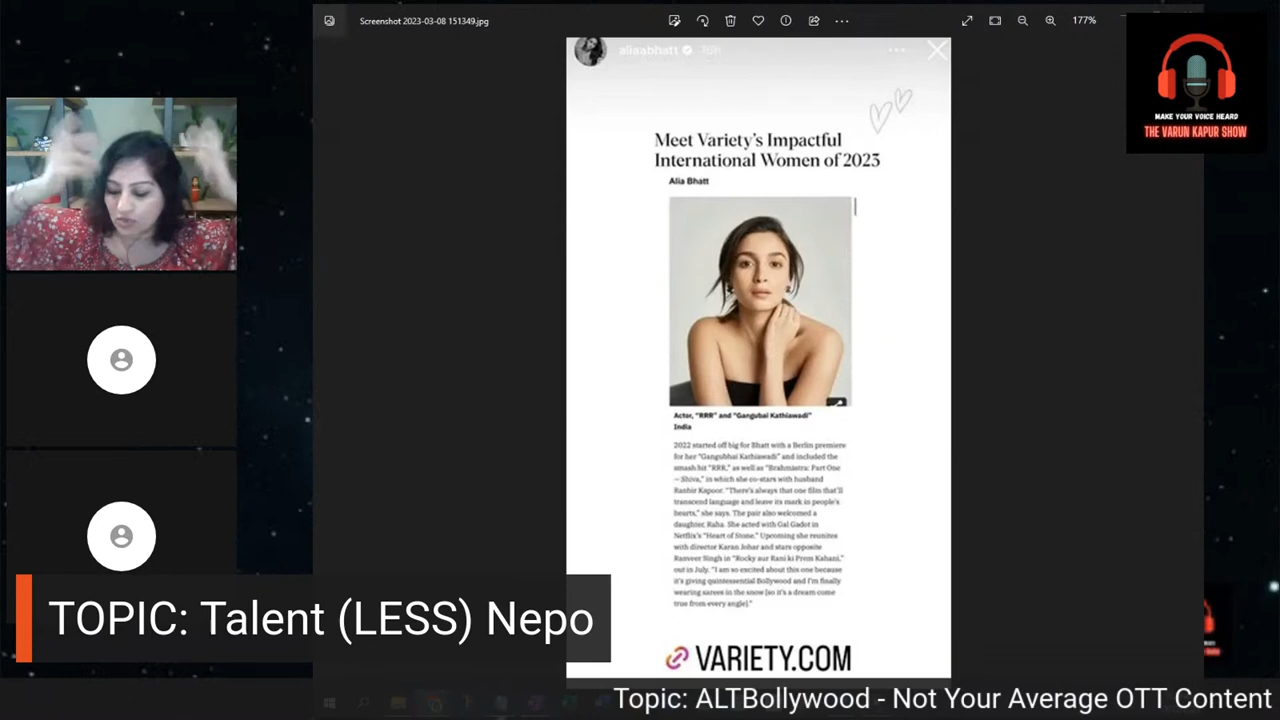 Screenshot 2023-03-08 151349.jpg
177%
aliaabhatt
Meet Variety's Impactful
International Women of 2023
Alia Bhatt
Actor, "RRR" and "Gangubai Kathiawadi"
India
2022 started off big for Bhatt with a Berlin premiere
for her "Gangubhai Kathiawadi" and included the
smash hit "RRR," as well as "Brahmastra: Part One
– Shiva," in which she co-stars with husband
Ranbir Kapoor. "There's always that one film that'll
transcend language and leave its mark in people's
hearts," she says. The pair also welcomed a
daughter, Raha. She acted with Gal Gadot in
Netflix's "Heart of Stone." Upcoming she reunites
with director Karan Johar and stars opposite
Ranveer Singh in "Rocky aur Rani ki Prem Kahani,"
out in July. "I am so excited about this one because
it's giving quintessential Bollywood and I'm finally
wearing sarees in the snow [so it's a dream come
true from every angle]."
VARIETY.COM
MAKE YOUR VOICE HEARD
THE VARUN KAPUR SHOW
TOPIC: Talent (LESS) Nepo
Topic: ALTBollywood - Not Your Average OTT Content